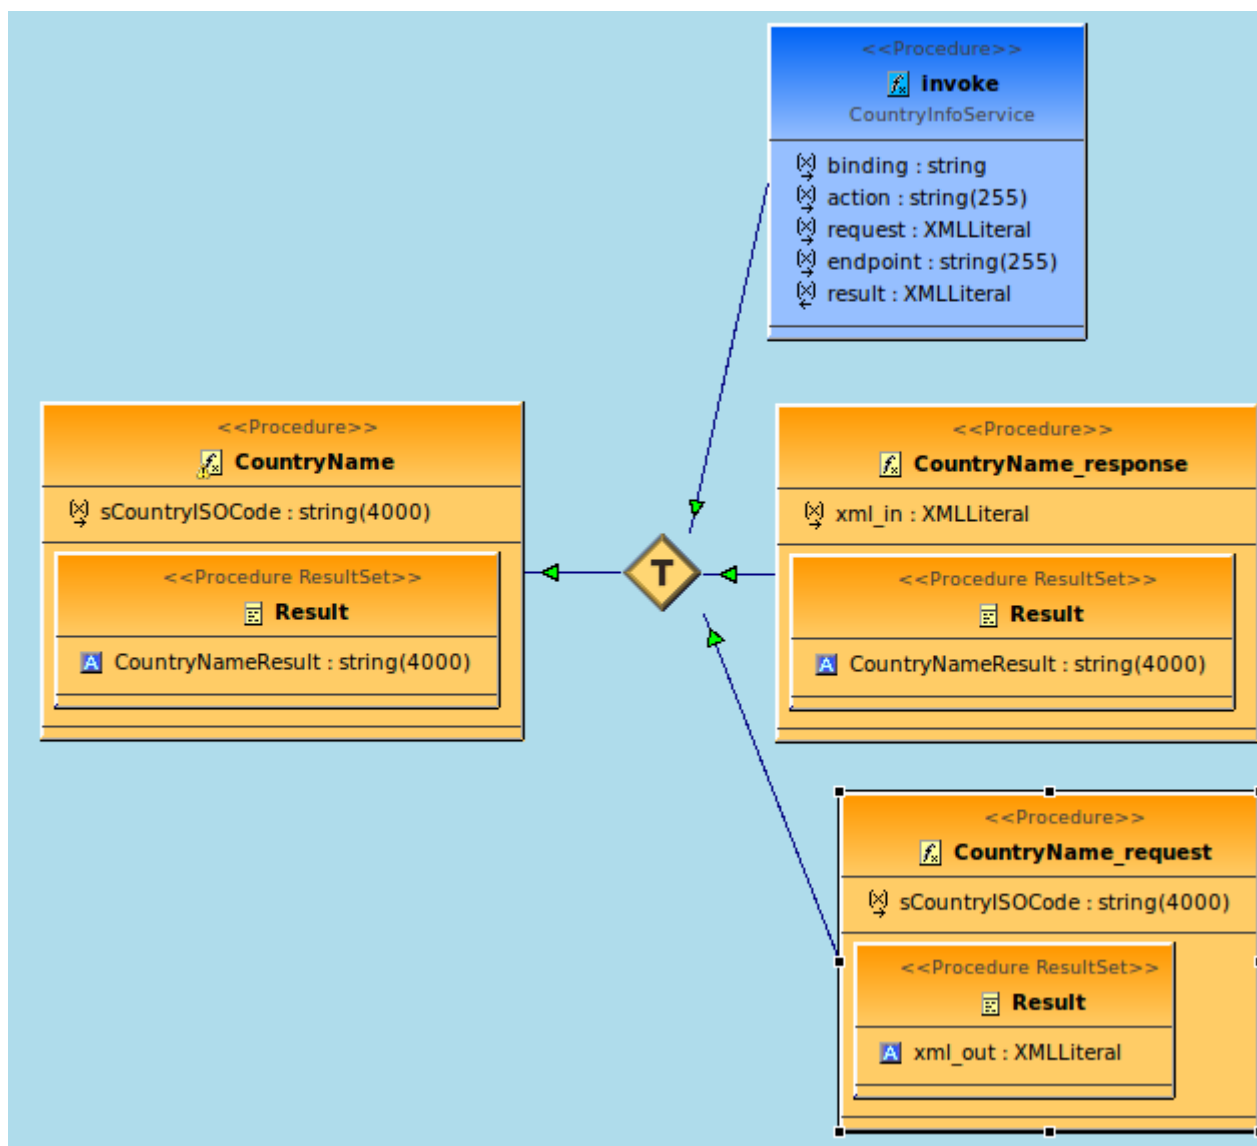 <<Procedure>>
invoke
CountryInfoService
binding : string
action : string(255)
request : XMLLiteral
endpoint : string(255)
result : XMLLiteral
<<Procedure>>
CountryName
sCountryISOCode : string(4000)
<<Procedure ResultSet>>
Result
CountryNameResult : string(4000)
T
<<Procedure>>
CountryName_response
xml_in : XMLLiteral
<<Procedure ResultSet>>
Result
CountryNameResult : string(4000)
<<Procedure>>
CountryName_request
sCountryISOCode : string(4000)
<<Procedure ResultSet>>
Result
xml_out : XMLLiteral